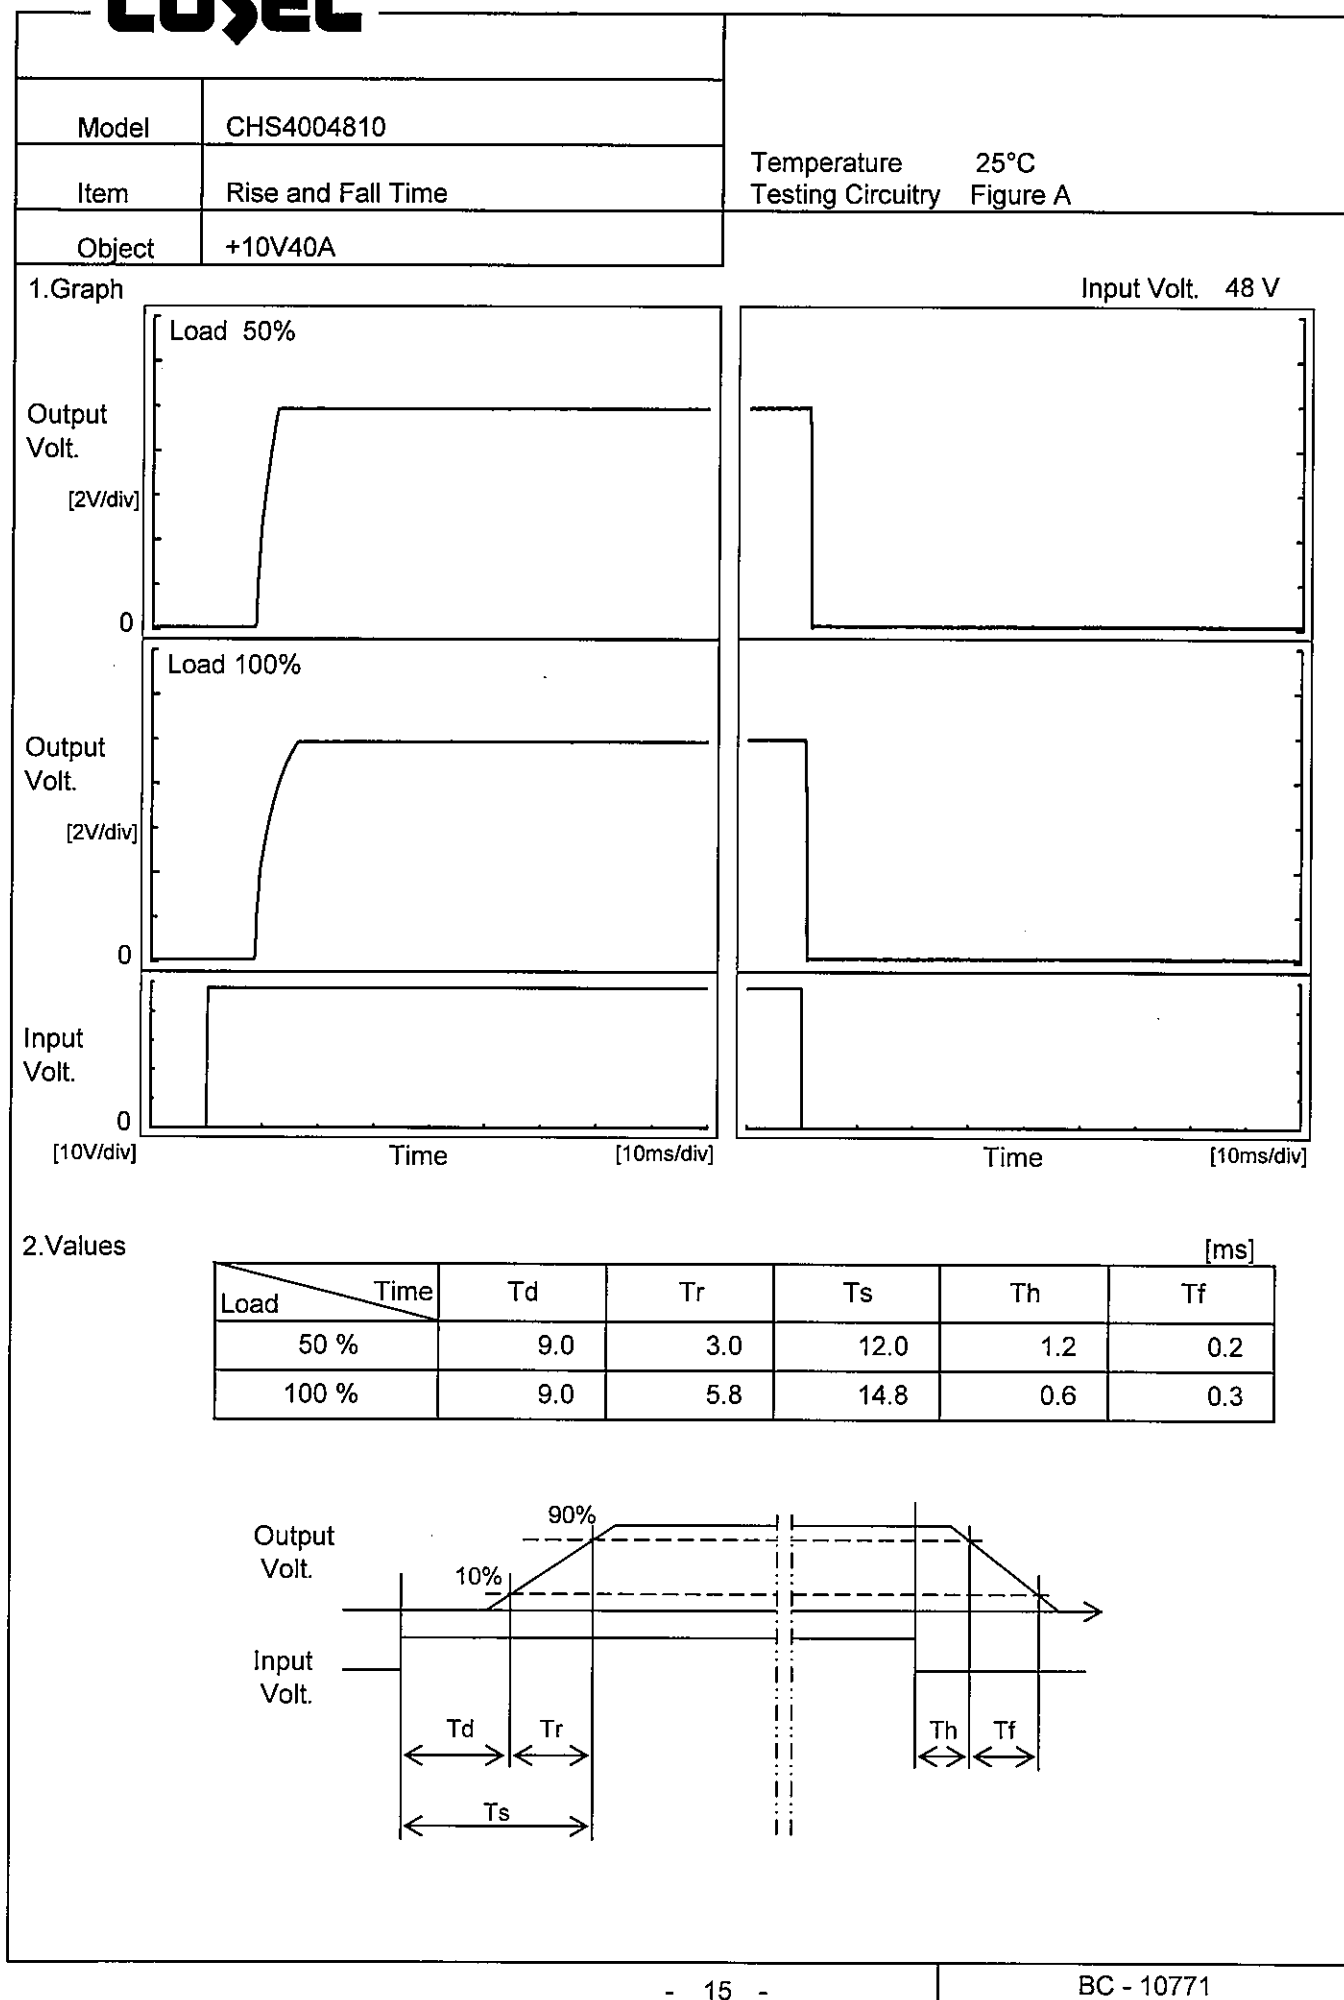 COSEL
Model CHS4004810
Item Rise and Fall Time
Object +10V40A
Temperature 25°C
Testing Circuitry Figure A
1.Graph
Input Volt. 48 V
Load 50%
Output
Volt.
[2V/div]
0
Load 100%
Output
Volt.
[2V/div]
0
Input
Volt.
0
[10V/div] Time [10ms/div] Time [10ms/div]
2.Values
[ms]
Time Td Tr Ts Th Tf
Load
50 % 9.0 3.0 12.0 1.2 0.2
100 % 9.0 5.8 14.8 0.6 0.3
90%
Output
Volt.
10%
Input
Volt.
Td Tr Th Tf
Ts
- 15 - BC - 10771